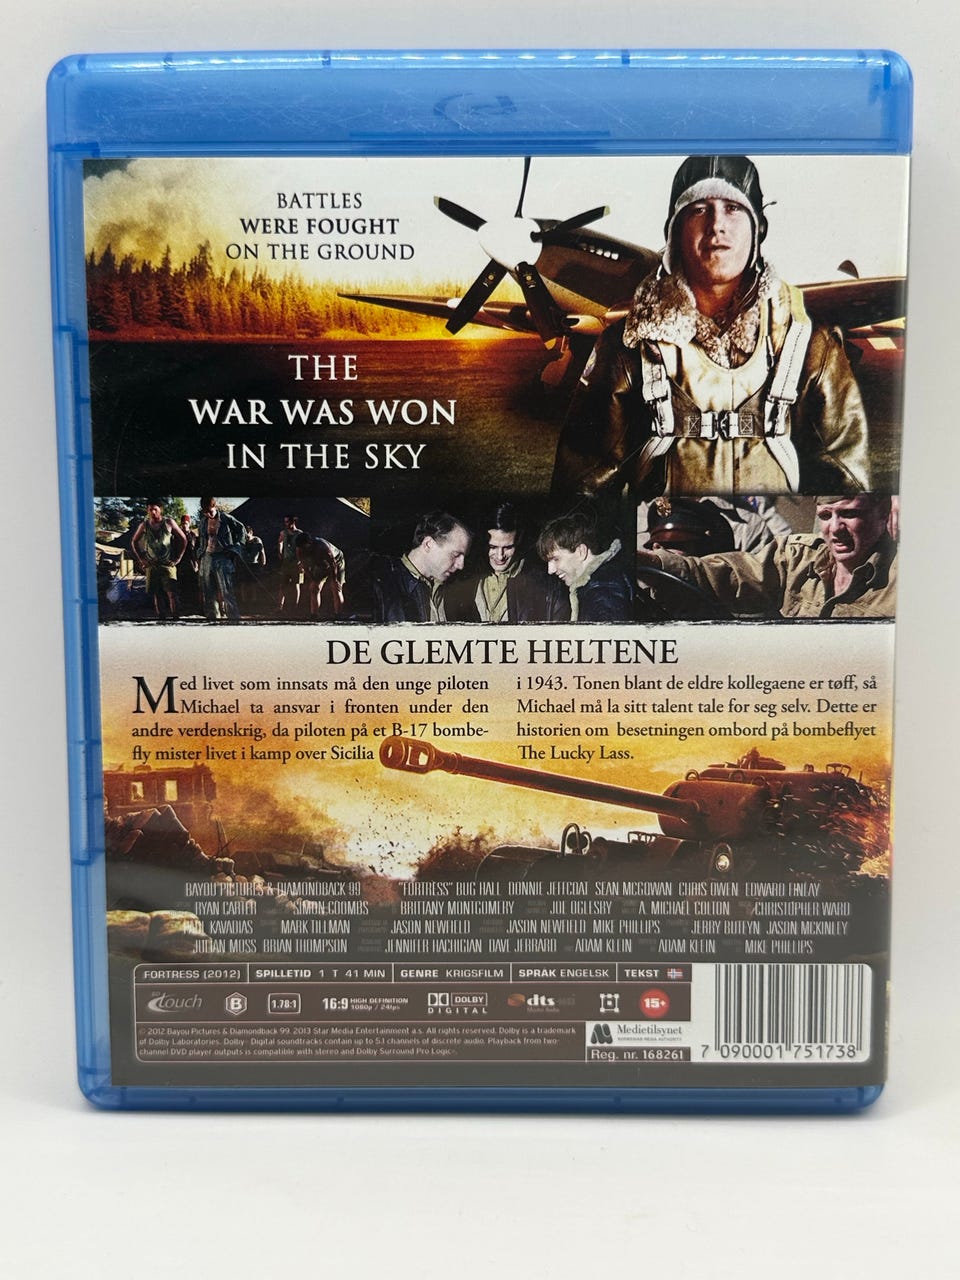 BATTLES
WERE FOUGHT
ON THE GROUND
THE
WAR WAS WON
IN THE SKY
DE GLEMTE HELTENE
Med livet som innsats må den unge piloten
Michael ta ansvar i fronten under den
andre verdenskrig, da piloten på et B-17 bombe-
fly mister livet i kamp over Sicilia
i 1943. Tonen blant de eldre kollegaene er tøff, så
Michael må la sitt talent tale for seg selv. Dette er
historien om besetningen ombord på bombeflyet
The Lucky Lass.
BAYOU PICTURES & DIAMONDBACK 99 "FORTRESS" BUG HALL DONNIE JEFFCOAT SEAN MCGOWAN CHRIS OWEN EDWARD FINLAY
RYAN CARTER SIMON COOMBS BRITTANY MONTGOMERY JOE OGLESBY A. MICHAEL COLTON CHRISTOPHER WARD
PAUL KAVADIAS MARK TILLMAN JASON NEWFIELD JASON NEWFIELD MIKE PHILLIPS JERRY BUTEYN JASON MCKINLEY
JULIAN MOSS BRIAN THOMPSON JENNIFER HACHIGIAN DAVE JERRARD ADAM KLEIN ADAM KLEIN MIKE PHILLIPS
FORTRESS (2012) SPILLETID 1 T 41 MIN GENRE KRIGSFILM SPRÅK ENGELSK TEKST
BD touch B 1.78:1 16:9 HIGH DEFINITION 1080p / 24fps DOLBY DIGITAL dts-HD Master Audio 15+
© 2012 Bayou Pictures & Diamondback 99. 2013 Star Media Entertainment a.s. All rights reserved. Dolby is a trademark
of Dolby Laboratories. Dolby Digital soundtracks contain up to 5.1 channels of discrete audio. Playback from two-
channel DVD player outputs is compatible with stereo and Dolby Surround Pro Logic.
Medietilsynet
NORWEGIAN MEDIA AUTHORITY
Reg. nr. 168261
7 090001 751738